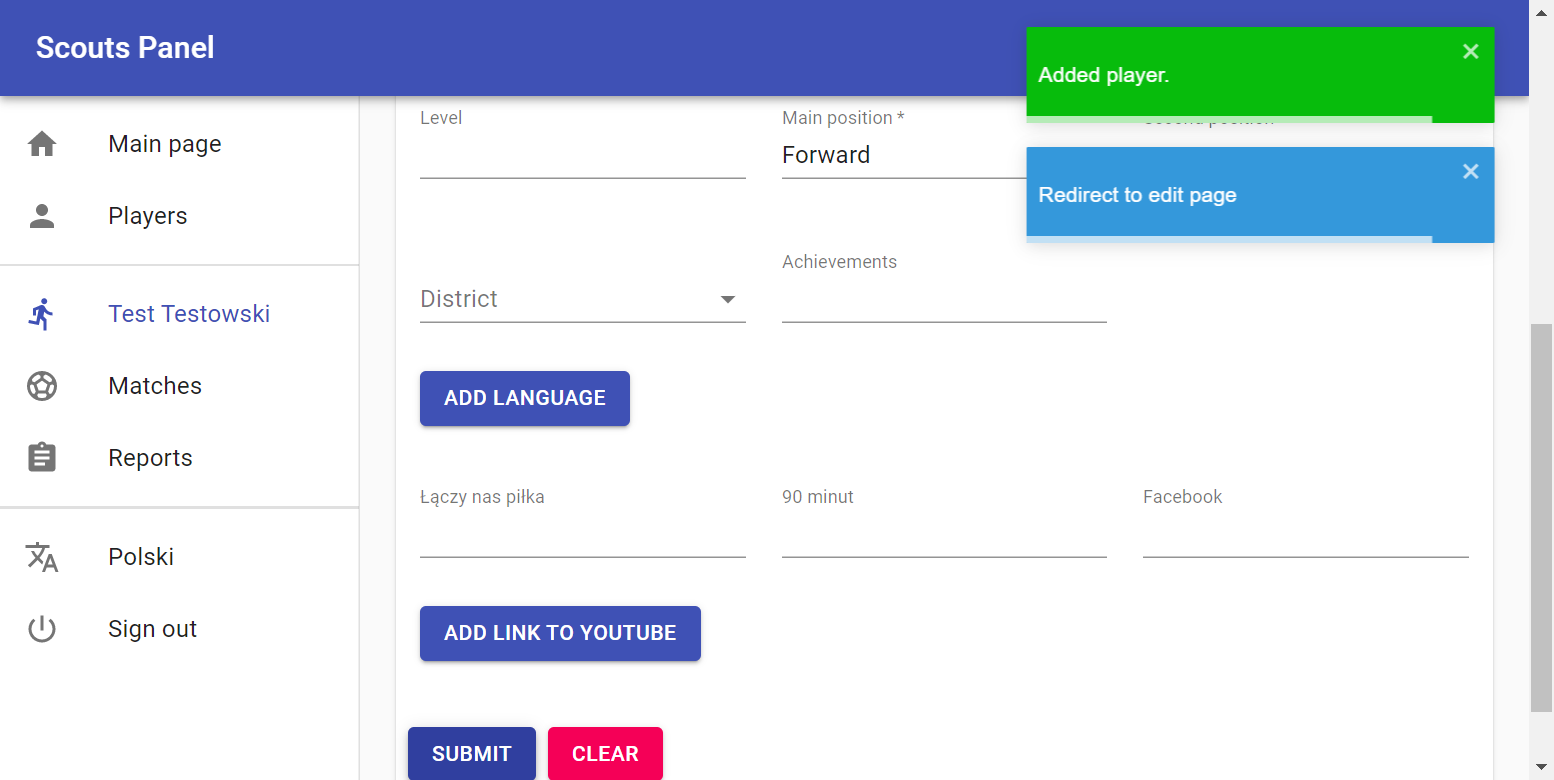 Scouts Panel
Added player.
Redirect to edit page
Main page
Players
Test Testowski
Matches
Reports
Polski
Sign out
Level
Main position *
Second position
Forward
District
Achievements
ADD LANGUAGE
Łączy nas piłka
90 minut
Facebook
ADD LINK TO YOUTUBE
SUBMIT
CLEAR